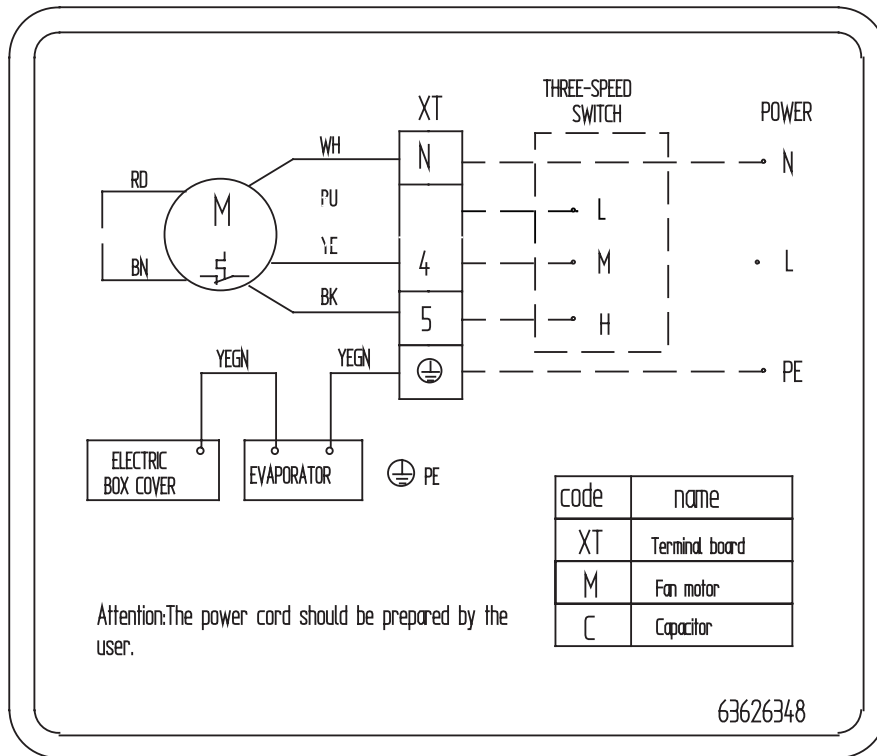 THREE-SPEED
SWITCH
XT
POWER
WH
N
N
RD
M
PU
L
YE
BN
4
M
L
BK
5
H
YEGN
YEGN
PE
ELECTRIC
BOX COVER
EVAPORATOR
PE
code name
XT Terminal board
M Fan motor
C Capacitor
Attention:The power cord should be prepared by the
user.
63626348